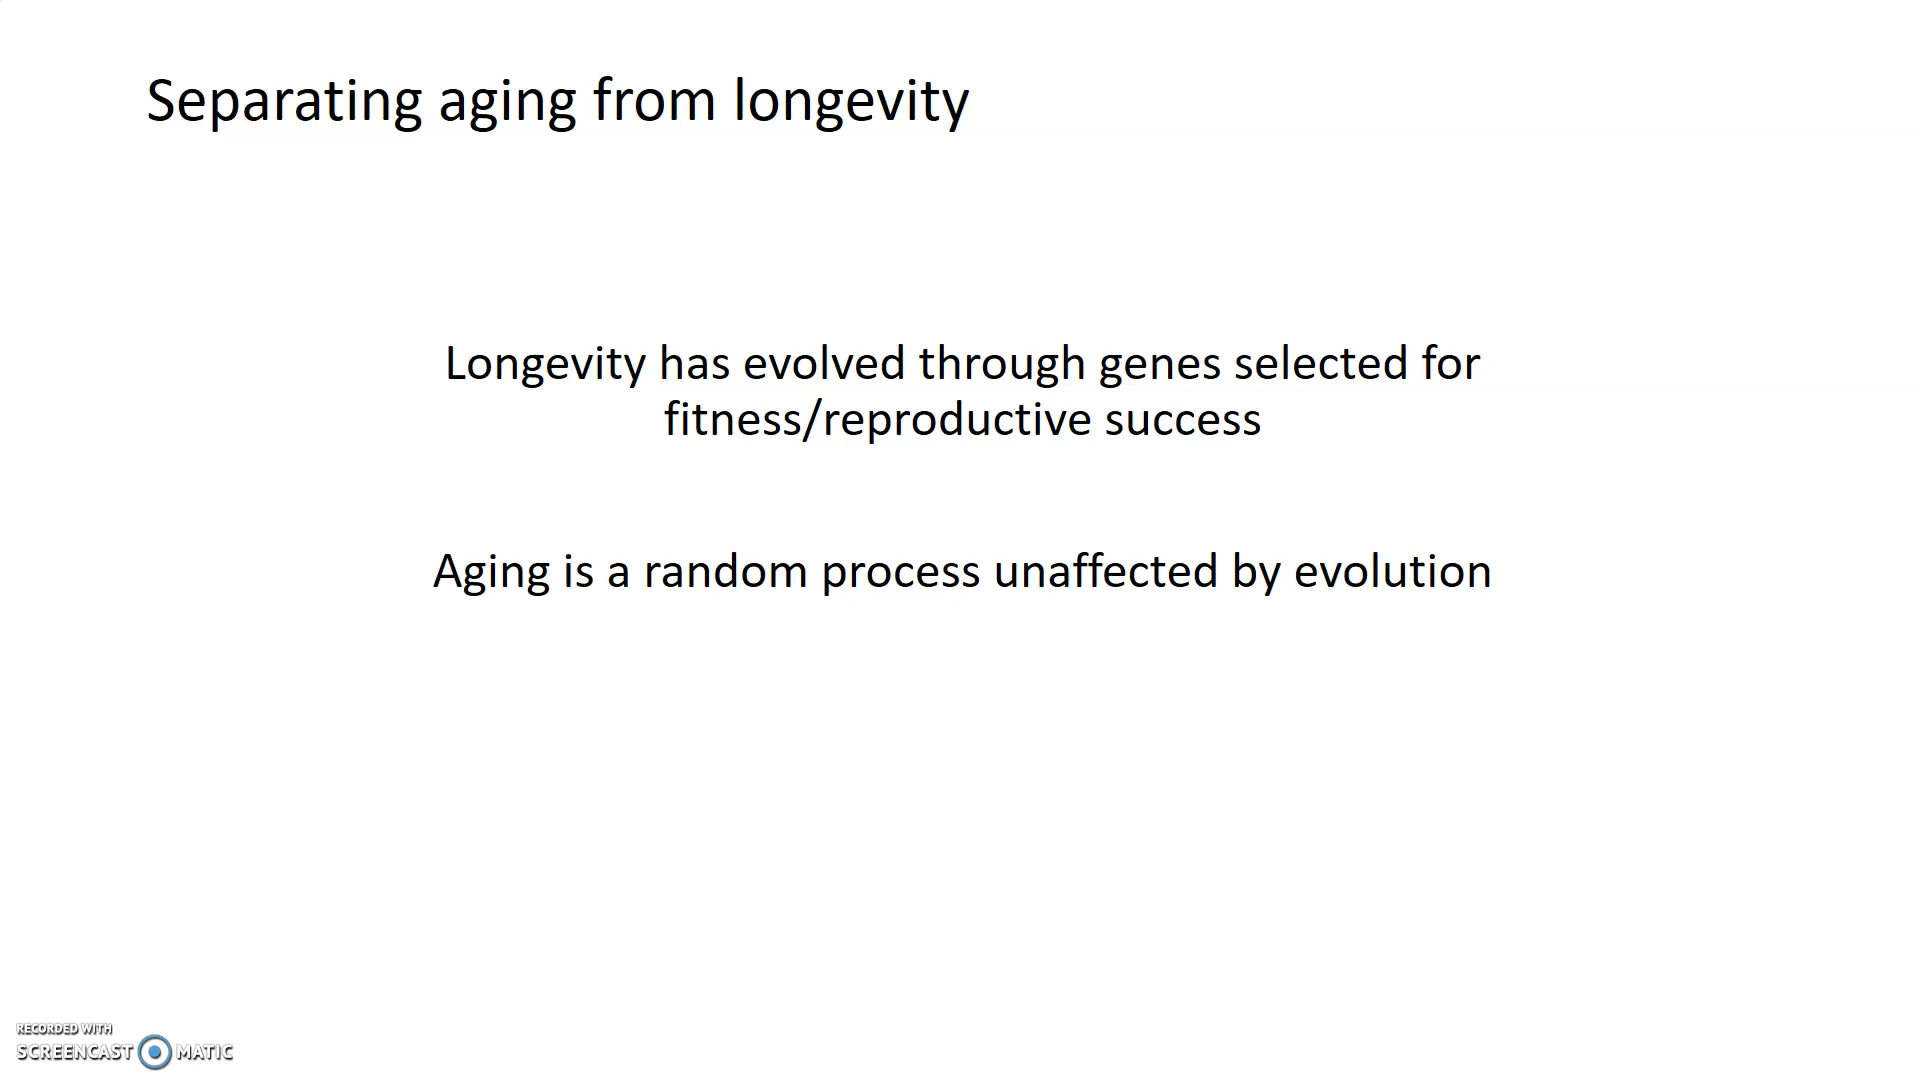 Separating aging from longevity
Longevity has evolved through genes selected for
fitness/reproductive success
Aging is a random process unaffected by evolution
RECORDED WITH
SCREENCAST MATIC